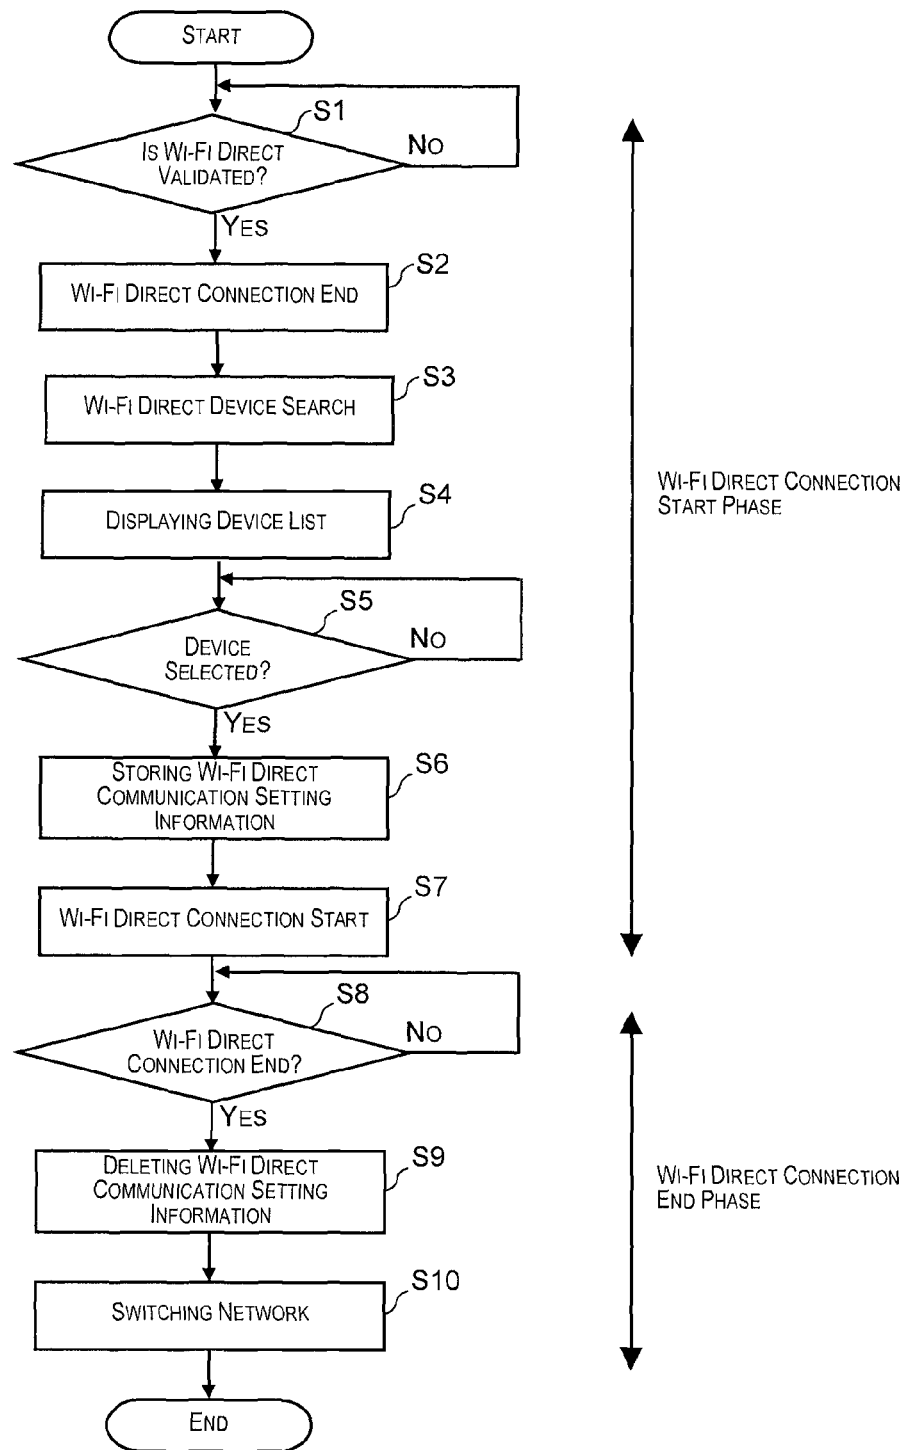 START
S1
IS WI-FI DIRECT
VALIDATED?
NO
YES
S2
WI-FI DIRECT CONNECTION END
S3
WI-FI DIRECT DEVICE SEARCH
S4
DISPLAYING DEVICE LIST
S5
DEVICE
SELECTED?
NO
YES
S6
STORING WI-FI DIRECT
COMMUNICATION SETTING
INFORMATION
S7
WI-FI DIRECT CONNECTION START
WI-FI DIRECT CONNECTION
START PHASE
S8
WI-FI DIRECT
CONNECTION END?
NO
YES
S9
DELETING WI-FI DIRECT
COMMUNICATION SETTING
INFORMATION
S10
SWITCHING NETWORK
END
WI-FI DIRECT CONNECTION
END PHASE